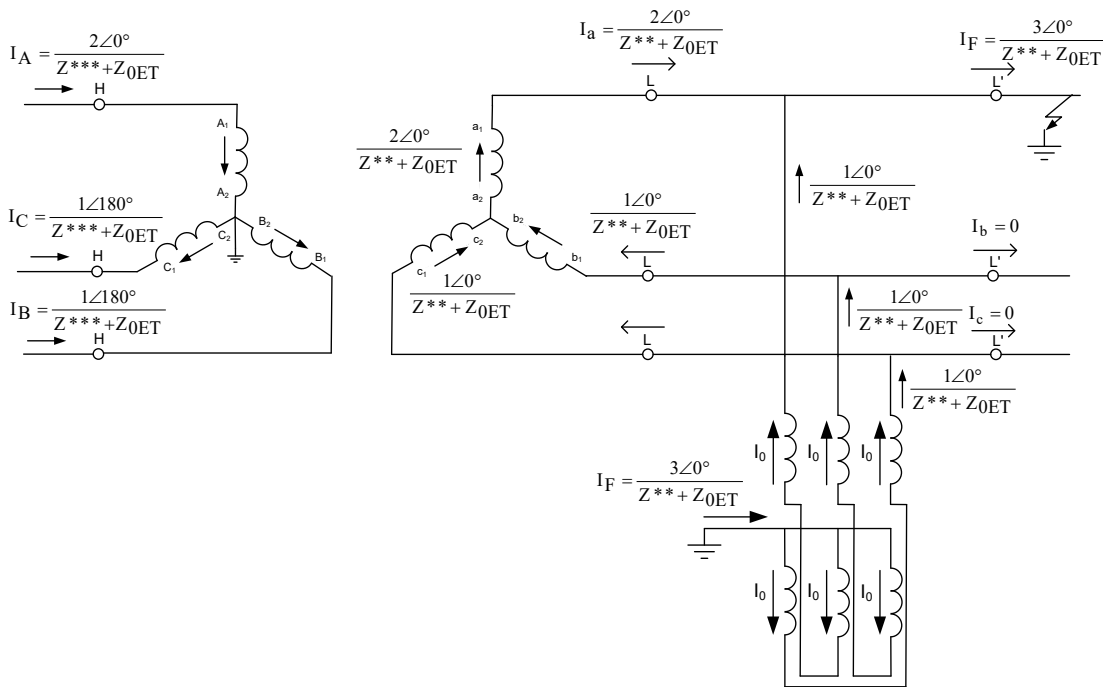 I_A = 2∠0° / (Z*** + Z_0ET)
H
A₁
A₂
I_C = 1∠180° / (Z*** + Z_0ET)
H
C₂
C₁
B₂
B₁
I_B = 1∠180° / (Z*** + Z_0ET)
H
I_a = 2∠0° / (Z** + Z_0ET)
L
I_F = 3∠0° / (Z** + Z_0ET)
L'
2∠0° / (Z** + Z_0ET)
a₁
a₂
1∠0° / (Z** + Z_0ET)
b₂
b₁
c₂
c₁
1∠0° / (Z** + Z_0ET)
L
1∠0° / (Z** + Z_0ET)
I_b = 0
L'
1∠0° / (Z** + Z_0ET)
I_c = 0
L
L'
1∠0° / (Z** + Z_0ET)
I₀
I₀
I₀
I_F = 3∠0° / (Z** + Z_0ET)
I₀
I₀
I₀